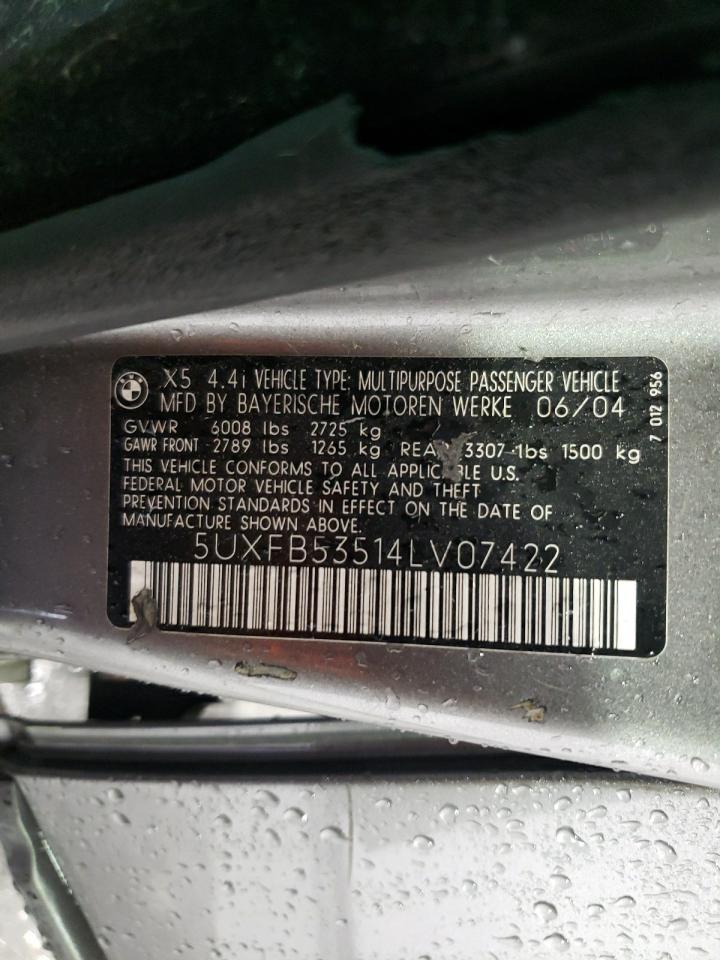 X5 4.4i VEHICLE TYPE: MULTIPURPOSE PASSENGER VEHICLE
MFD BY BAYERISCHE MOTOREN WERKE 06/04
GVWR 6008 lbs 2725 kg
GAWR FRONT 2789 lbs 1265 kg REAR 3307 lbs 1500 kg
THIS VEHICLE CONFORMS TO ALL APPLICABLE U.S.
FEDERAL MOTOR VEHICLE SAFETY AND THEFT
PREVENTION STANDARDS IN EFFECT ON THE DATE OF
MANUFACTURE SHOWN ABOVE.
5UXFB53514LV07422
7 012 956